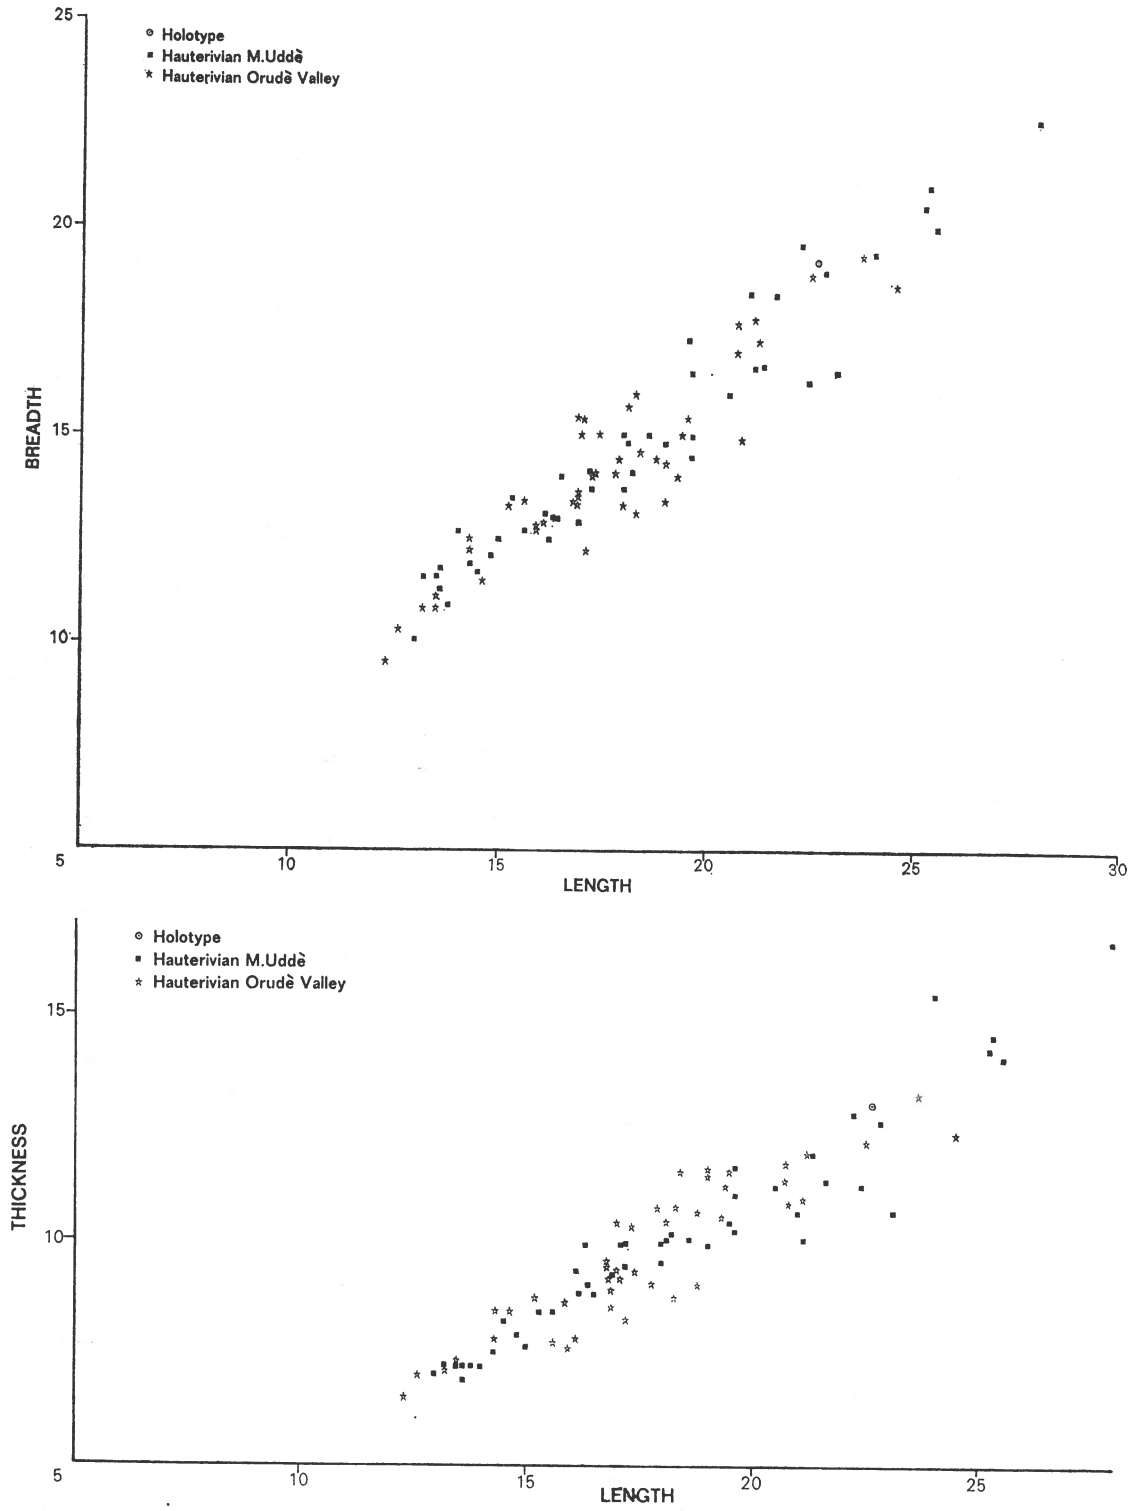 25
Holotype
Hauterivian M.Uddè
Hauterivian Orudè Valley
20
BREADTH
15
10
5
10
15
20
25
30
LENGTH
Holotype
Hauterivian M.Uddè
Hauterivian Orudè Valley
15
THICKNESS
10
5
10
15
20
25
LENGTH